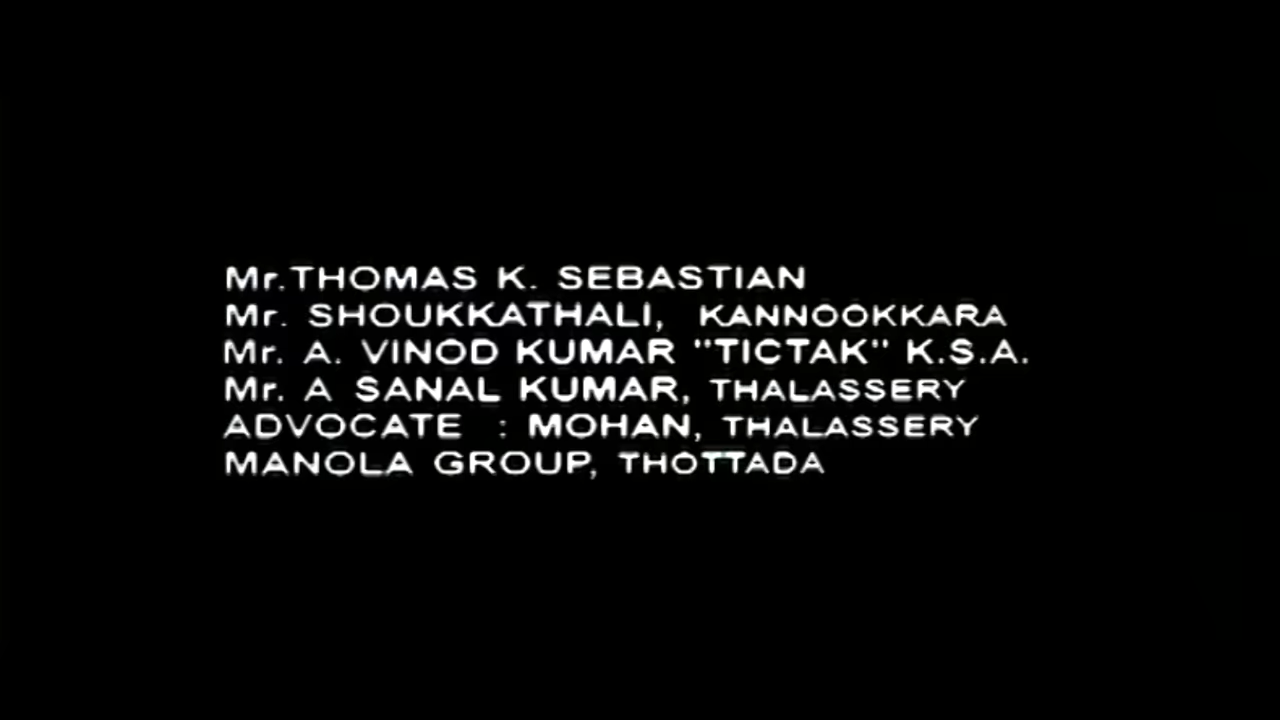 Mr.THOMAS K. SEBASTIAN
Mr. SHOUKKATHALI, KANNOOKKARA
Mr. A. VINOD KUMAR "TICTAK" K.S.A.
Mr. A SANAL KUMAR, THALASSERY
ADVOCATE : MOHAN, THALASSERY
MANOLA GROUP, THOTTADA